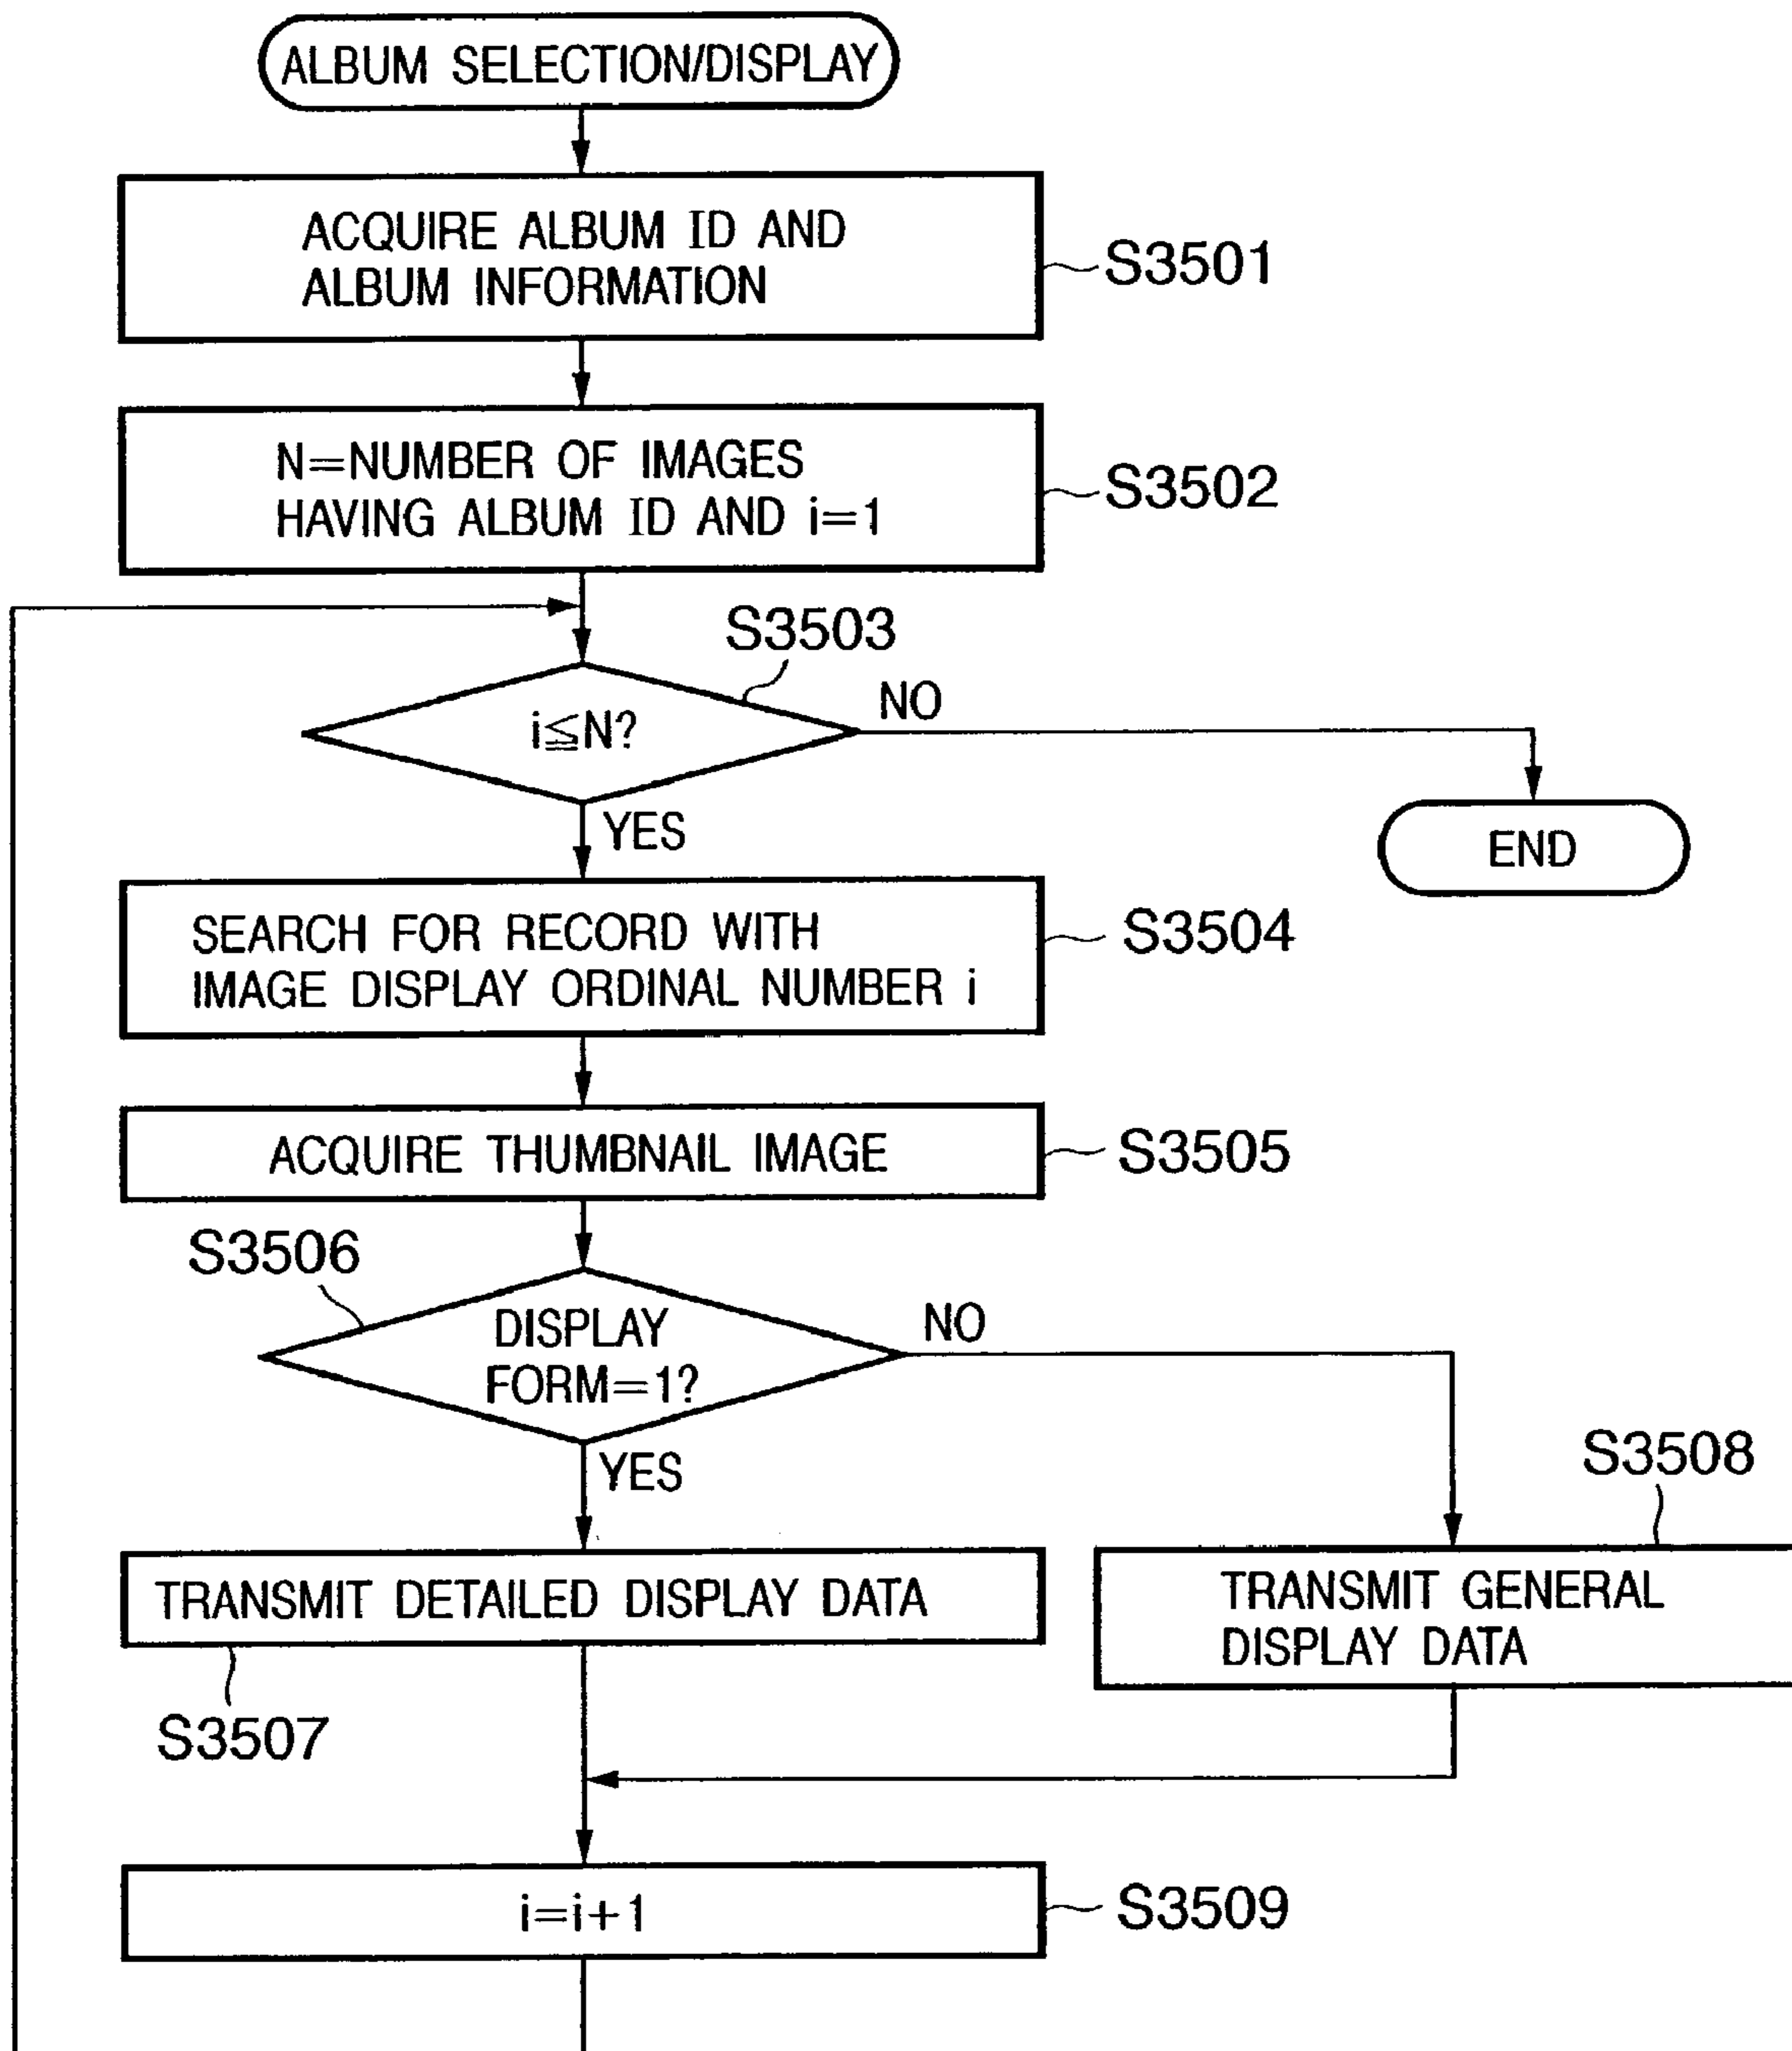 ALBUM SELECTION/DISPLAY
ACQUIRE ALBUM ID AND
ALBUM INFORMATION
S3501
N=NUMBER OF IMAGES
HAVING ALBUM ID AND i=1
S3502
S3503
i≦N?
NO
YES
END
SEARCH FOR RECORD WITH
IMAGE DISPLAY ORDINAL NUMBER i
S3504
ACQUIRE THUMBNAIL IMAGE
S3505
S3506
DISPLAY
FORM=1?
NO
YES
S3508
TRANSMIT DETAILED DISPLAY DATA
TRANSMIT GENERAL
DISPLAY DATA
S3507
i=i+1
S3509